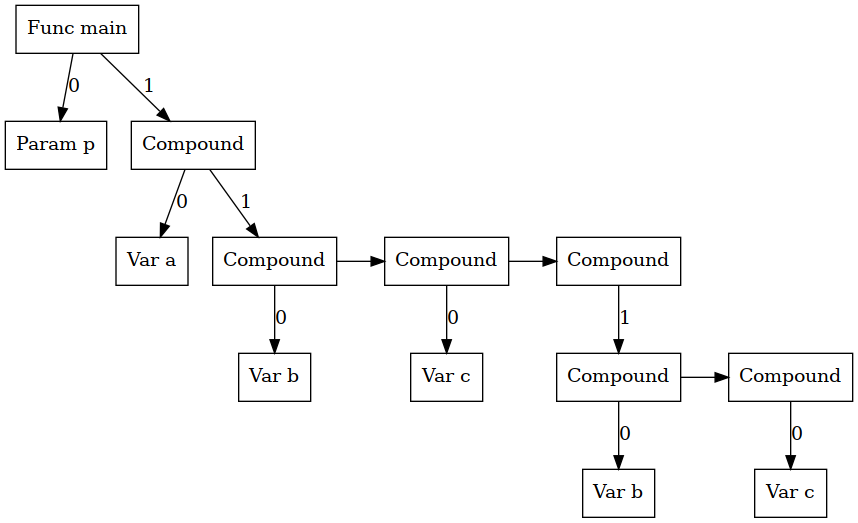 Func main
0
1
Param p
Compound
0
1
Var a
Compound
Compound
Compound
0
0
1
Var b
Var c
Compound
Compound
0
0
Var b
Var c